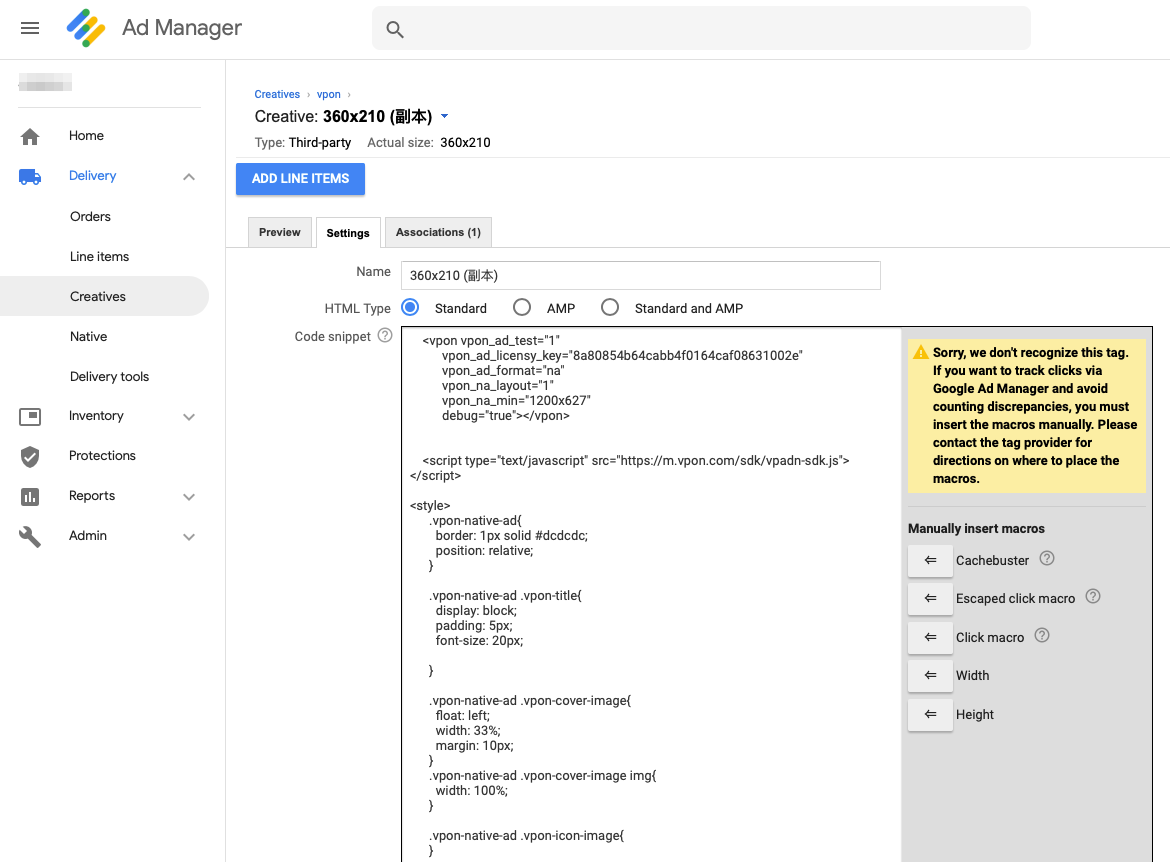 Ad Manager
Creatives › vpon ›
Creative: 360x210 (副本)
Type: Third-party Actual size: 360x210
ADD LINE ITEMS
Home
Delivery
Orders
Line items
Creatives
Native
Delivery tools
Inventory
Protections
Reports
Admin
Preview Settings Associations (1)
Name 360x210 (副本)
HTML Type Standard AMP Standard and AMP
Code snippet ?
<vpon vpon_ad_test="1"
vpon_ad_licensy_key="8a80854b64cabb4f0164caf08631002e"
vpon_ad_format="na"
vpon_na_layout="1"
vpon_na_min="1200x627"
debug="true"></vpon>
<script type="text/javascript" src="https://m.vpon.com/sdk/vpadn-sdk.js">
</script>
<style>
.vpon-native-ad{
border: 1px solid #dcdcdc;
position: relative;
}
.vpon-native-ad .vpon-title{
display: block;
padding: 5px;
font-size: 20px;
}
.vpon-native-ad .vpon-cover-image{
float: left;
width: 33%;
margin: 10px;
}
.vpon-native-ad .vpon-cover-image img{
width: 100%;
}
.vpon-native-ad .vpon-icon-image{
}
Sorry, we don't recognize this tag.
If you want to track clicks via
Google Ad Manager and avoid
counting discrepancies, you must
insert the macros manually. Please
contact the tag provider for
directions on where to place the
macros.
Manually insert macros
⇐ Cachebuster ?
⇐ Escaped click macro ?
⇐ Click macro ?
⇐ Width
⇐ Height